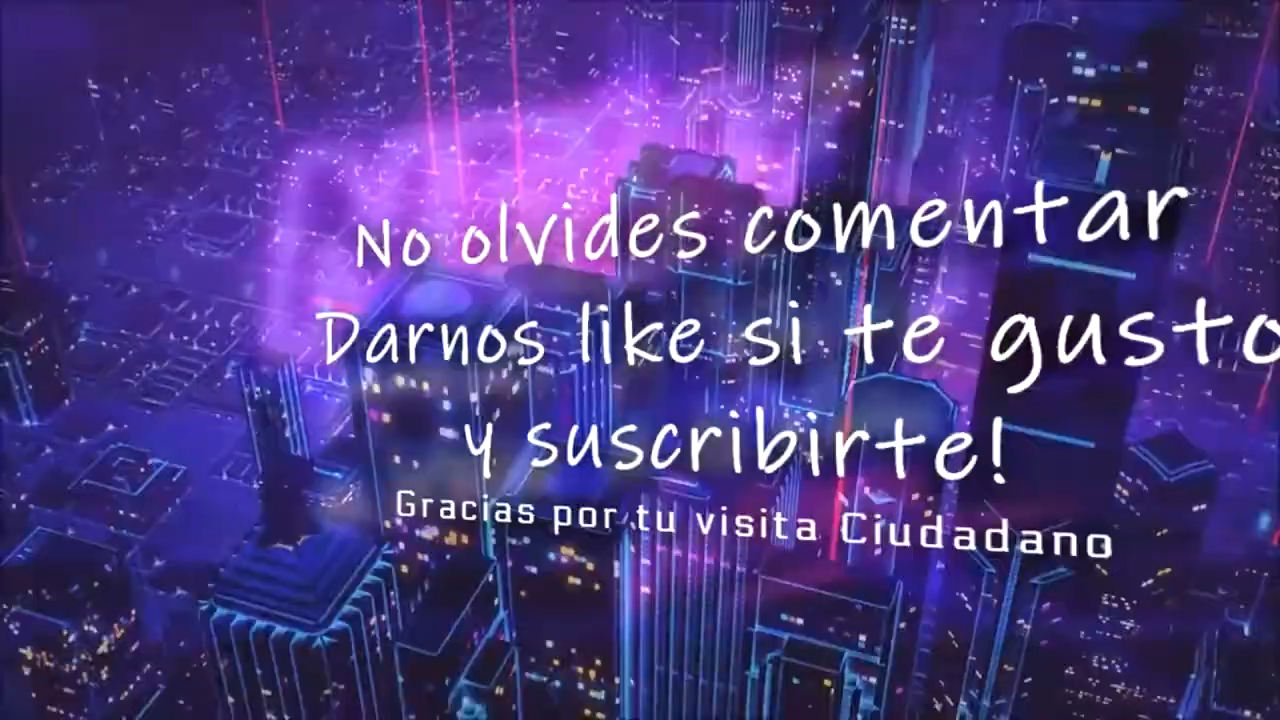 No olvides comentar
Darnos like si te gusto
y suscribirte!
Gracias por tu visita Ciudadano